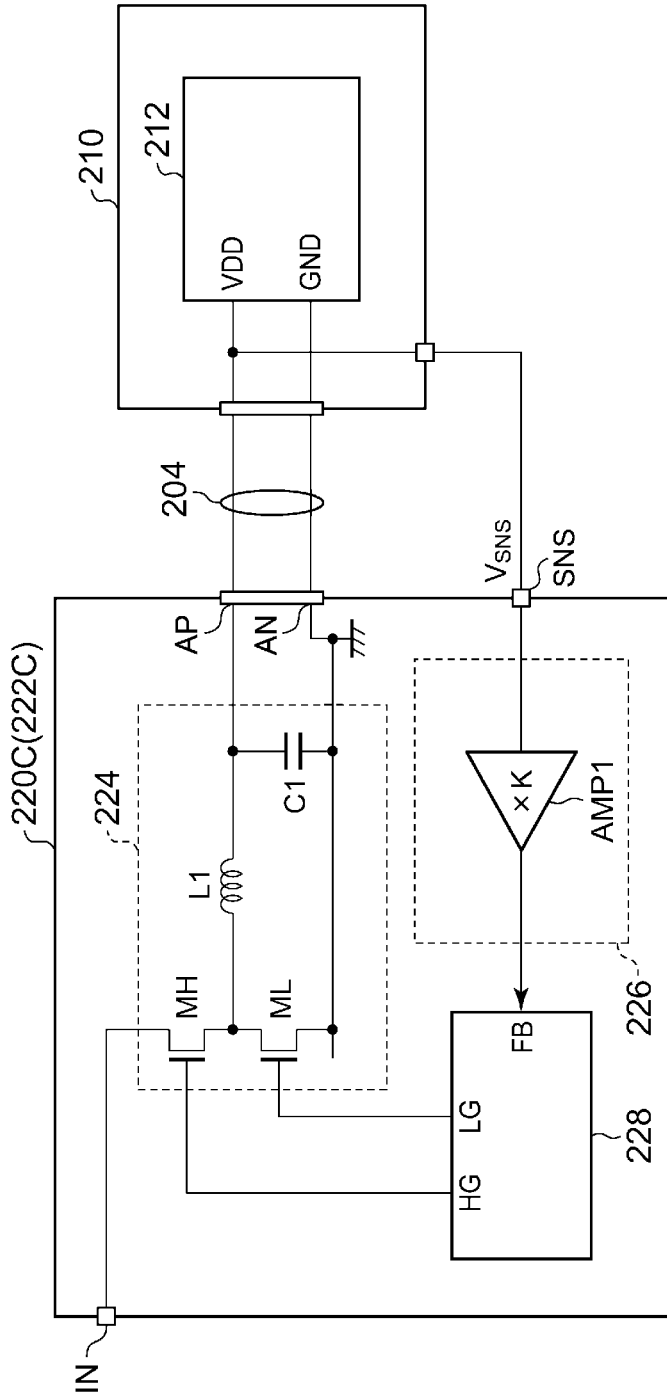 220C(222C)
224
204
210
212
IN
MH
ML
L1
C1
AP
AN
VDD
GND
HG
LG
FB
228
226
× K
AMP1
VSNS
SNS